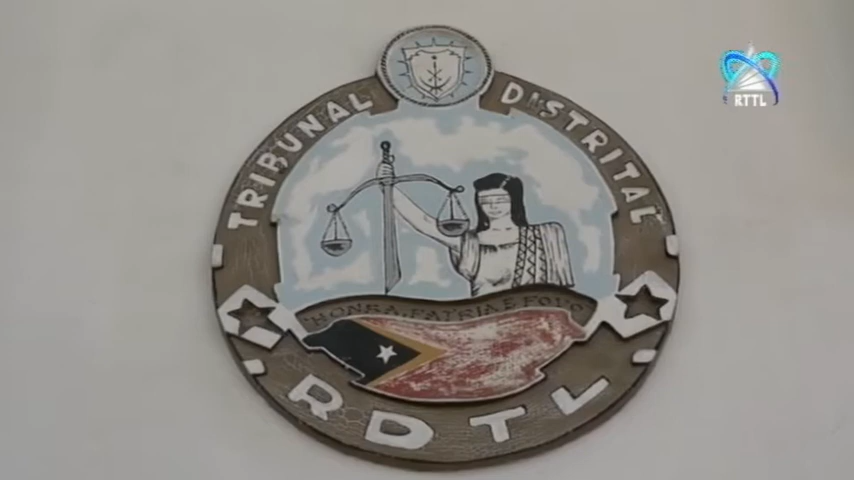 TRIBUNAL DISTRITAL
"HONRA, PATRIA E POVO"
RDTL
RTTL